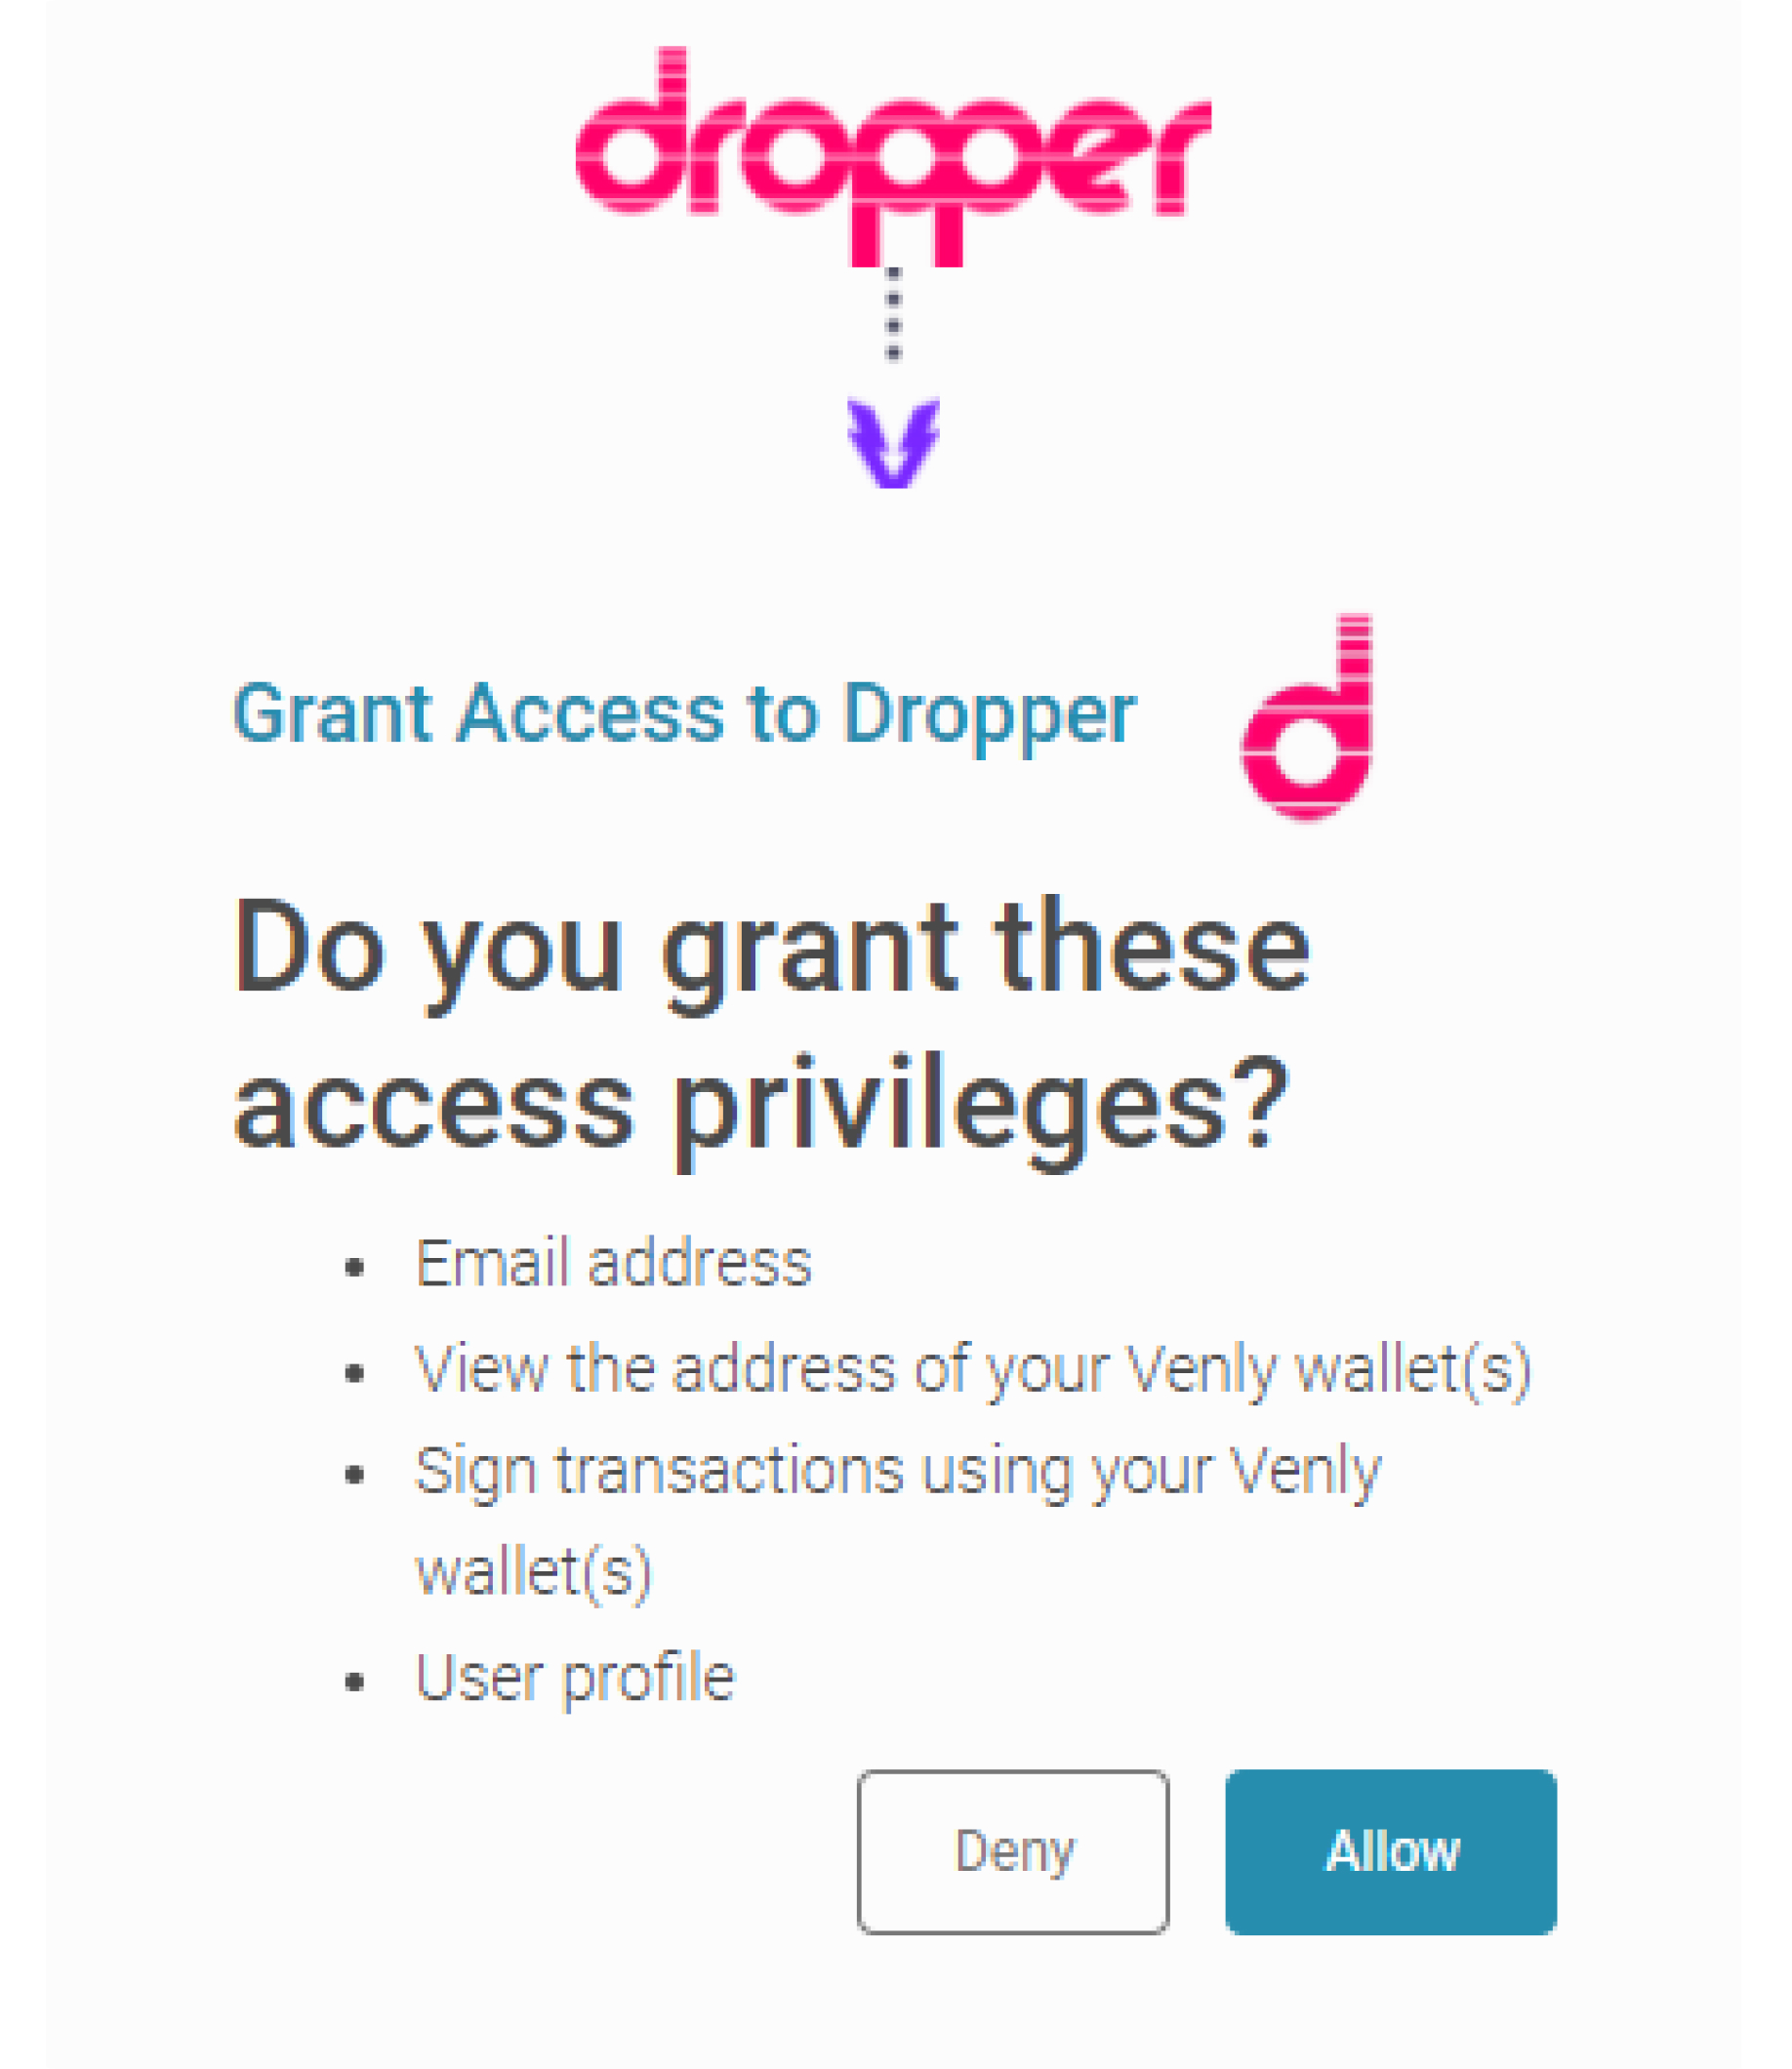 dropper
Grant Access to Dropper
d
Do you grant these
access privileges?
• Email address
• View the address of your Venly wallet(s)
• Sign transactions using your Venly
wallet(s)
• User profile
Deny
Allow